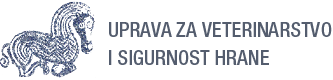 UPRAVA ZA VETERINARSTVO
I SIGURNOST HRANE